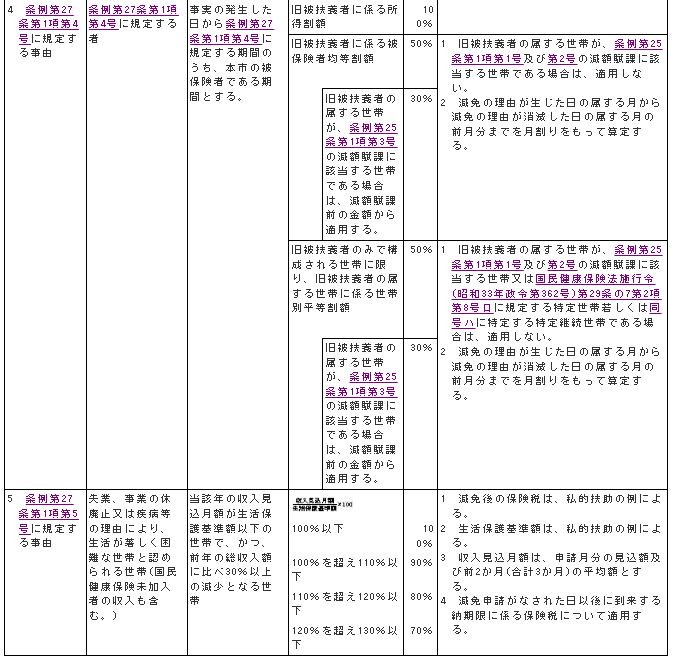 4 条例第27
条第1項第4
号に規定す
る事由
条例第27条第1項
第4号に規定する
者
事実の発生した
日から条例第27
条第1項第4号に
規定する期間の
うち、本市の被
保険者である期
間とする。
旧被扶養者に係る所
得割額
10
0%
旧被扶養者に係る被
保険者均等割額
50%
1 旧被扶養者の属する世帯が、条例第25
条第1項第1号及び第2号の減額賦課に該
当する世帯である場合は、適用しな
い。
2 減免の理由が生じた日の属する月から
減免の理由が消滅した日の属する月の
前月分までを月割りをもって算定す
る。
旧被扶養者の
属する世帯
が、条例第25
条第1項第3号
の減額賦課に
該当する世帯
である場合
は、減額賦課
前の金額から
適用する。
30%
旧被扶養者のみで構
成される世帯に限
り、旧被扶養者の属
する世帯に係る世帯
別平等割額
50%
1 旧被扶養者の属する世帯が、条例第25
条第1項第1号及び第2号の減額賦課に該
当する世帯又は国民健康保険法施行令
(昭和33年政令第362号)第29条の7第2項
第8号ロに規定する特定世帯若しくは同
号ハに特定する特定継続世帯である場
合は、適用しない。
2 減免の理由が生じた日の属する月から
減免の理由が消滅した日の属する月の
前月分までを月割りをもって算定す
る。
旧被扶養者の
属する世帯
が、条例第25
条第1項第3号
の減額賦課に
該当する世帯
である場合
は、減額賦課
前の金額から
適用する。
30%
5 条例第27
条第1項第5
号に規定す
る事由
失業、事業の休
廃止又は疾病等
の理由により、
生活が著しく困
難な世帯と認め
られる世帯(国民
健康保険未加入
者の収入も含
む。)
当該年の収入見
込月額が生活保
護基準額以下の
世帯で、かつ、
前年の総収入額
に比べ30%以上
の減少となる世
帯
収入見込月額
生活保護基準額×100
100%以下
10
0%
100%を超え110%以
下
90%
110%を超え120%以
下
80%
120%を超え130%以
下
70%
1 減免後の保険税は、私的扶助の例によ
る。
2 生活保護基準額は、私的扶助の例によ
る。
3 収入見込月額は、申請月分の見込額及
び前2か月(合計3か月)の平均額とす
る。
4 減免申請がなされた日以後に到来する
納期限に係る保険税について適用す
る。